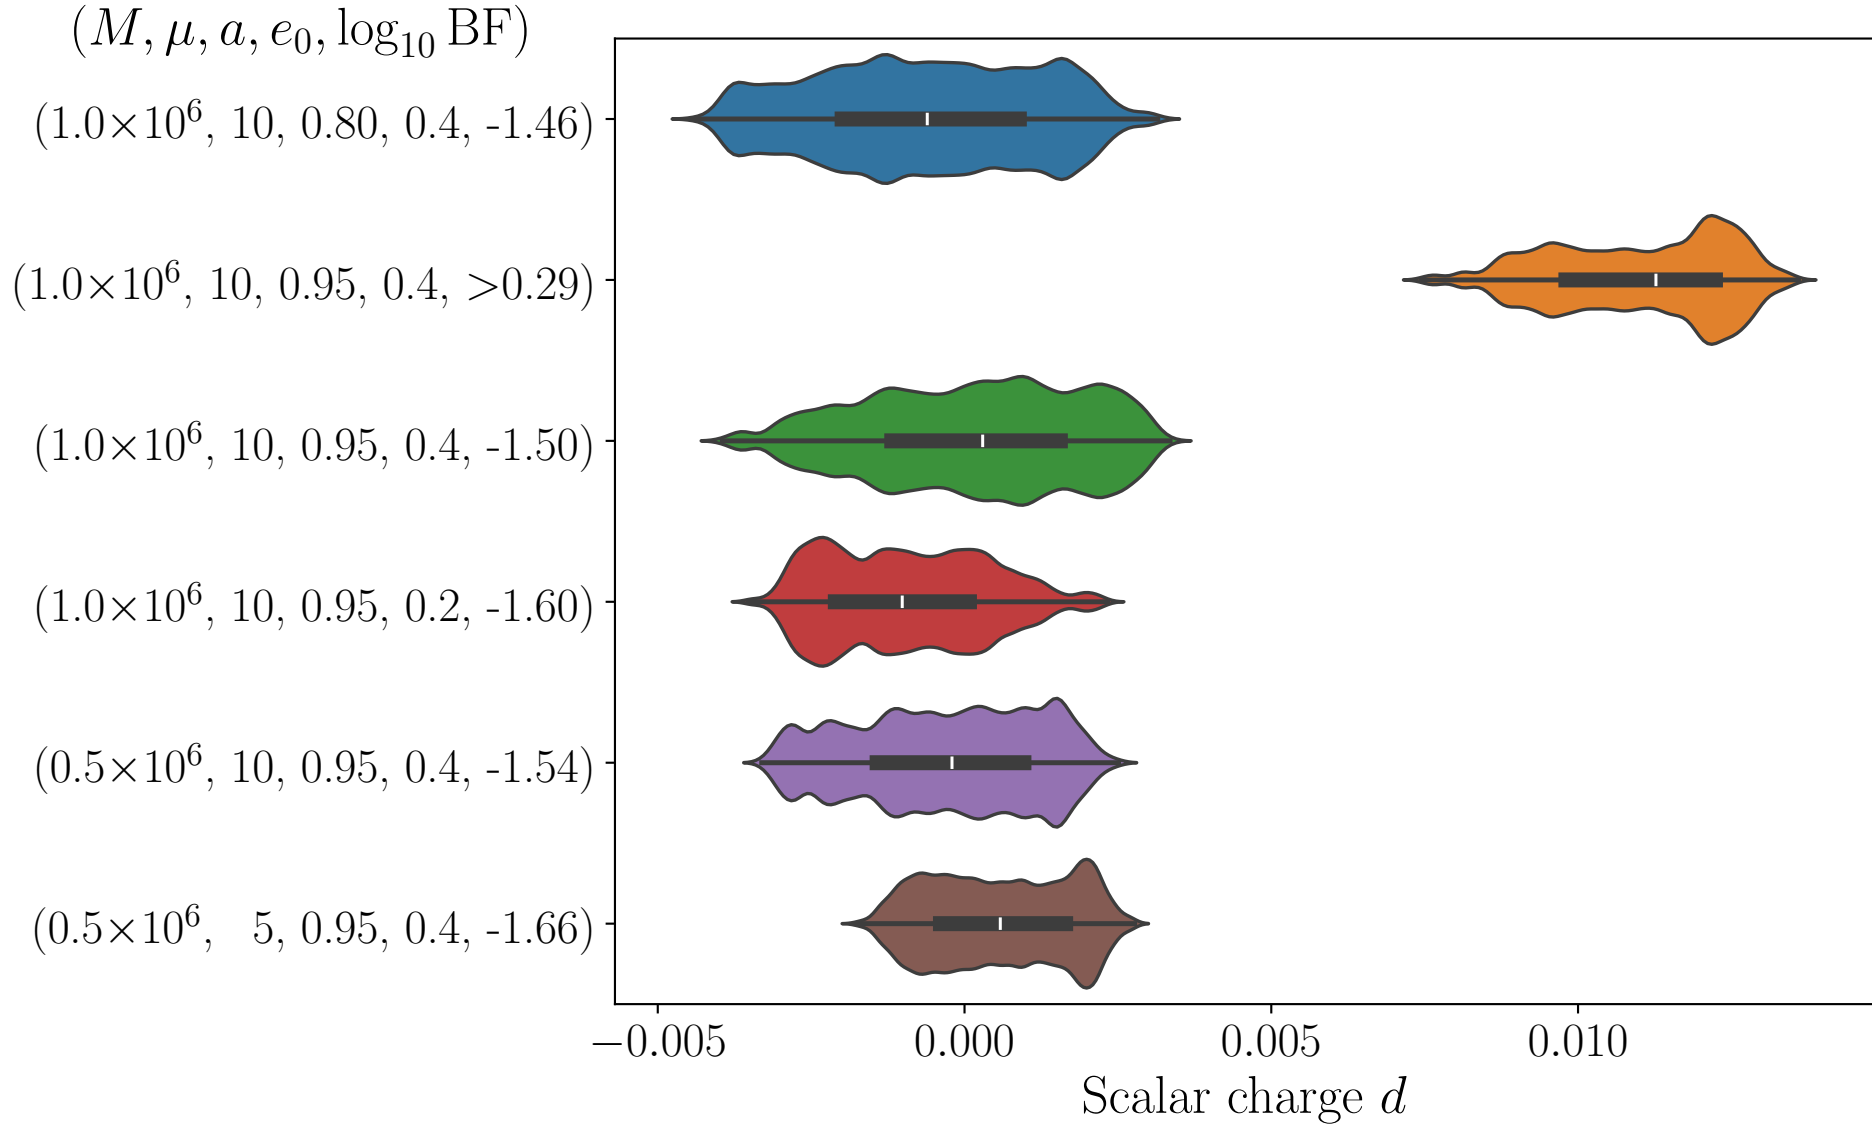 (M, μ, a, e₀, log₁₀ BF)
(1.0×10⁶, 10, 0.80, 0.4, -1.46)
(1.0×10⁶, 10, 0.95, 0.4, >0.29)
(1.0×10⁶, 10, 0.95, 0.4, -1.50)
(1.0×10⁶, 10, 0.95, 0.2, -1.60)
(0.5×10⁶, 10, 0.95, 0.4, -1.54)
(0.5×10⁶, 5, 0.95, 0.4, -1.66)
−0.005 0.000 0.005 0.010
Scalar charge d